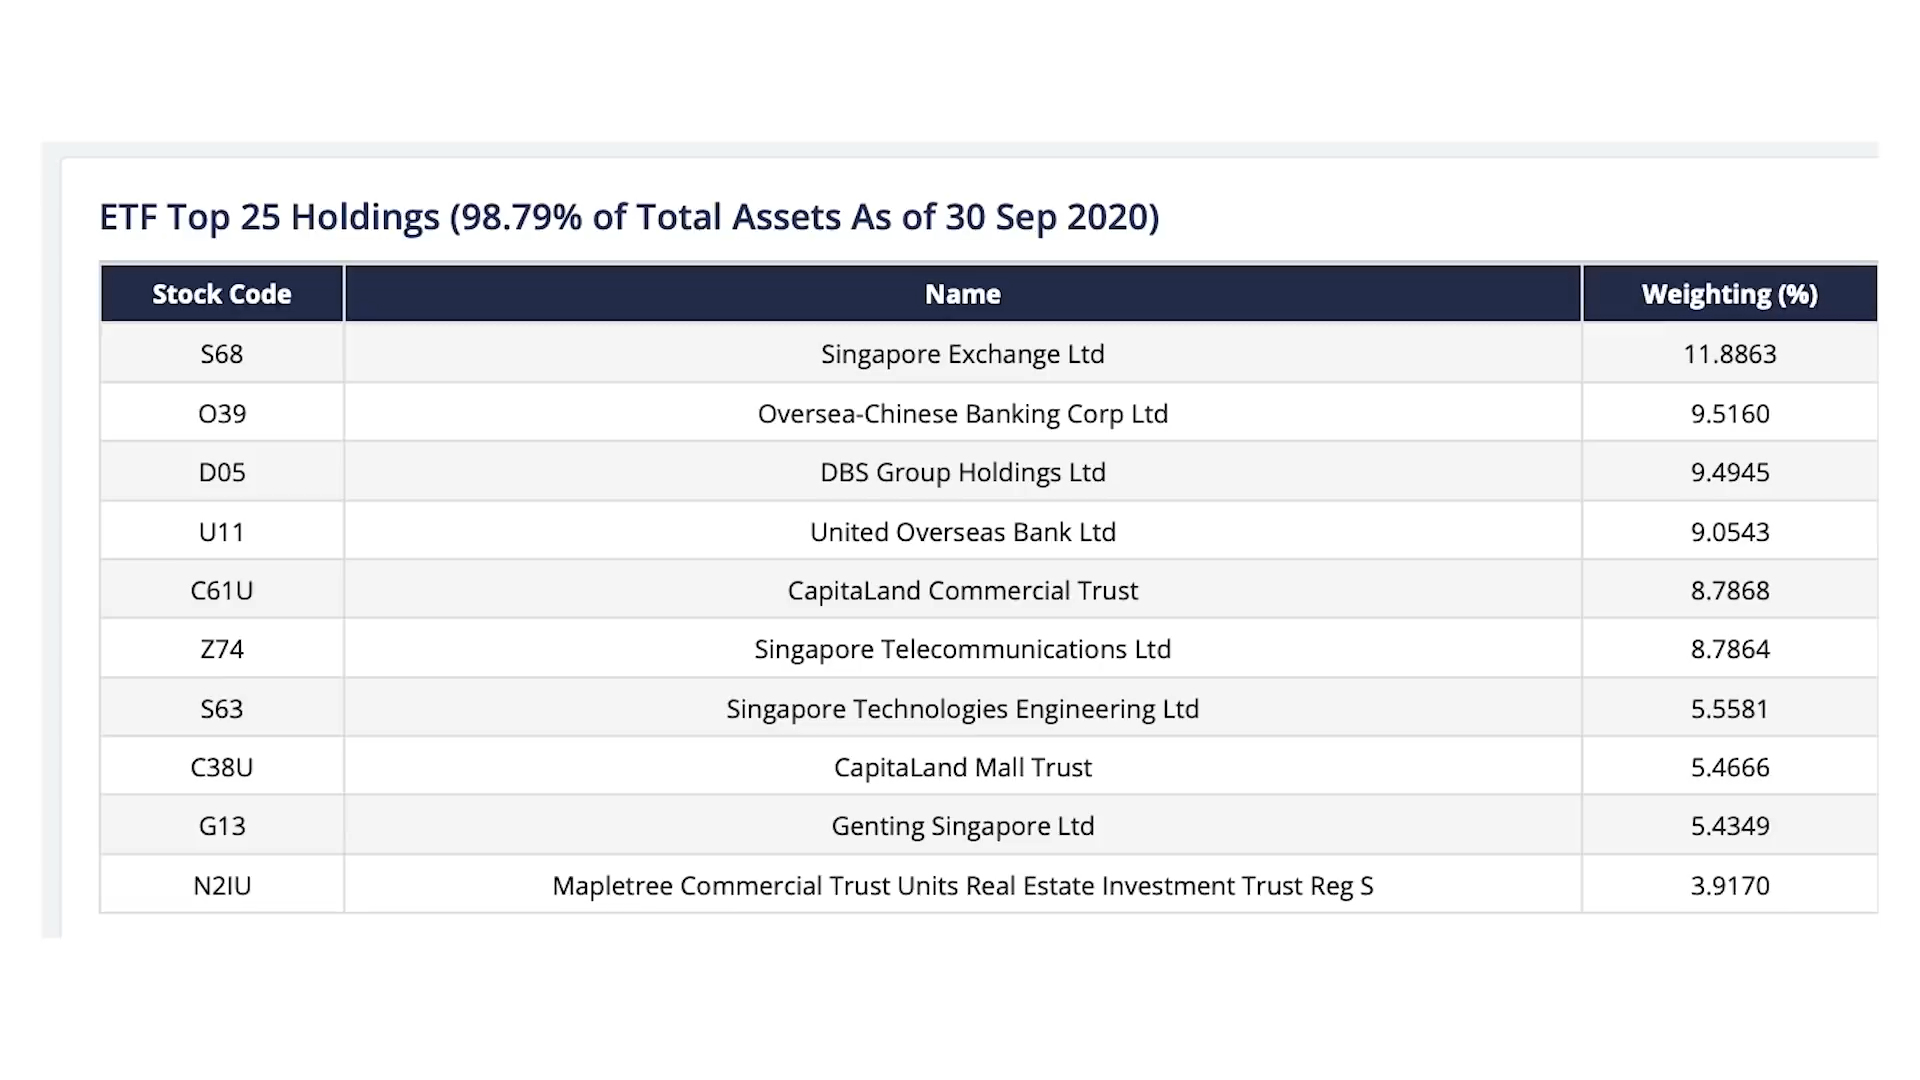 ETF Top 25 Holdings (98.79% of Total Assets As of 30 Sep 2020)
Stock Code Name Weighting (%)
S68 Singapore Exchange Ltd 11.8863
O39 Oversea-Chinese Banking Corp Ltd 9.5160
D05 DBS Group Holdings Ltd 9.4945
U11 United Overseas Bank Ltd 9.0543
C61U CapitaLand Commercial Trust 8.7868
Z74 Singapore Telecommunications Ltd 8.7864
S63 Singapore Technologies Engineering Ltd 5.5581
C38U CapitaLand Mall Trust 5.4666
G13 Genting Singapore Ltd 5.4349
N2IU Mapletree Commercial Trust Units Real Estate Investment Trust Reg S 3.9170